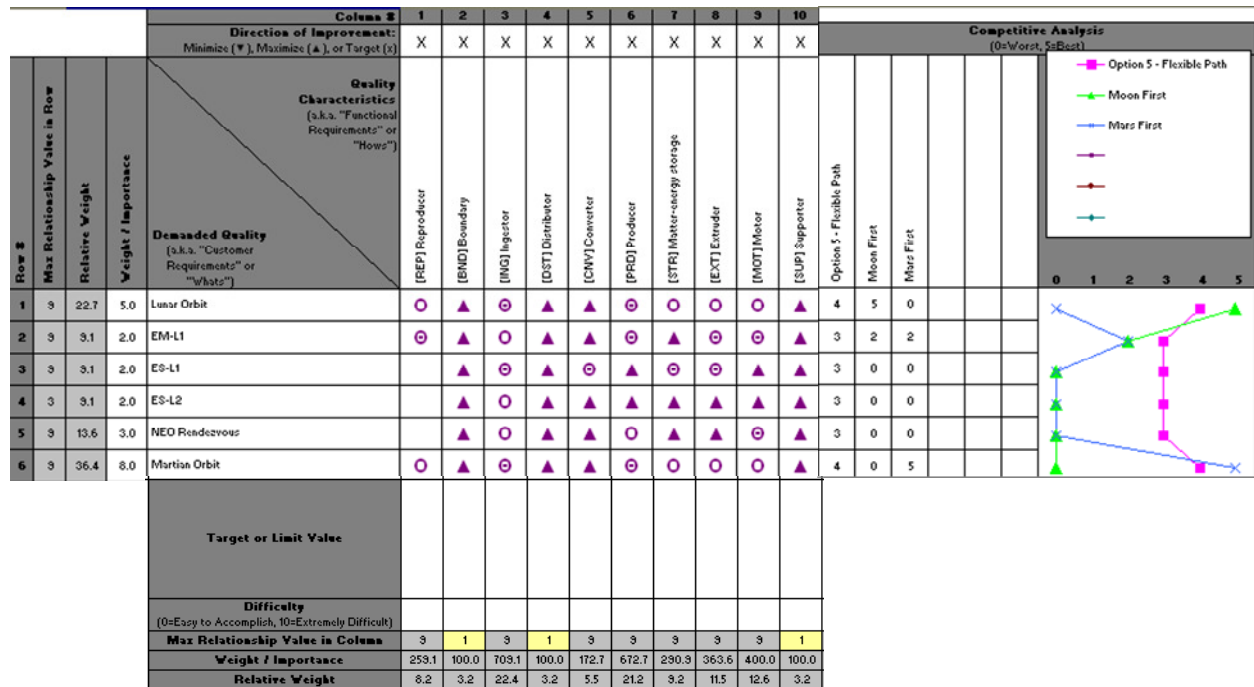 Column # 1 2 3 4 5 6 7 8 9 10
Direction of Improvement:
Minimize (▼), Maximize (▲), or Target (x) X X X X X X X X X X
Competitive Analysis
(0=Worst, 5=Best)
Option 5 - Flexible Path
Moon First
Mars First
Row #
Max Relationship Value in Row
Relative Weight
Weight / Importance
Quality
Characteristics
(a.k.a. "Functional
Requirements" or
"Hows")
Demanded Quality
(a.k.a. "Customer
Requirements" or
"Whats")
[REP] Reproducer
[BND] Boundary
[ING] Ingestor
[DST] Distributor
[CNV] Converter
[PRD] Producer
[STR] Matter-energy storage
[EXT] Extruder
[MOT] Motor
[SUP] Supporter
Option 5 - Flexible Path
Moon First
Mars First
0 1 2 3 4 5
1 9 22.7 5.0 Lunar Orbit 4 5 0
2 9 9.1 2.0 EM-L1 3 2 2
3 9 9.1 2.0 ES-L1 3 0 0
4 3 9.1 2.0 ES-L2 3 0 0
5 9 13.6 3.0 NEO Rendezvous 3 0 0
6 9 36.4 8.0 Martian Orbit 4 0 5
Target or Limit Value
Difficulty
(0=Easy to Accomplish, 10=Extremely Difficult)
Max Relationship Value in Column 9 1 9 1 9 9 9 9 9 1
Weight / Importance 259.1 100.0 709.1 100.0 172.7 672.7 290.9 363.6 400.0 100.0
Relative Weight 8.2 3.2 22.4 3.2 5.5 21.2 9.2 11.5 12.6 3.2